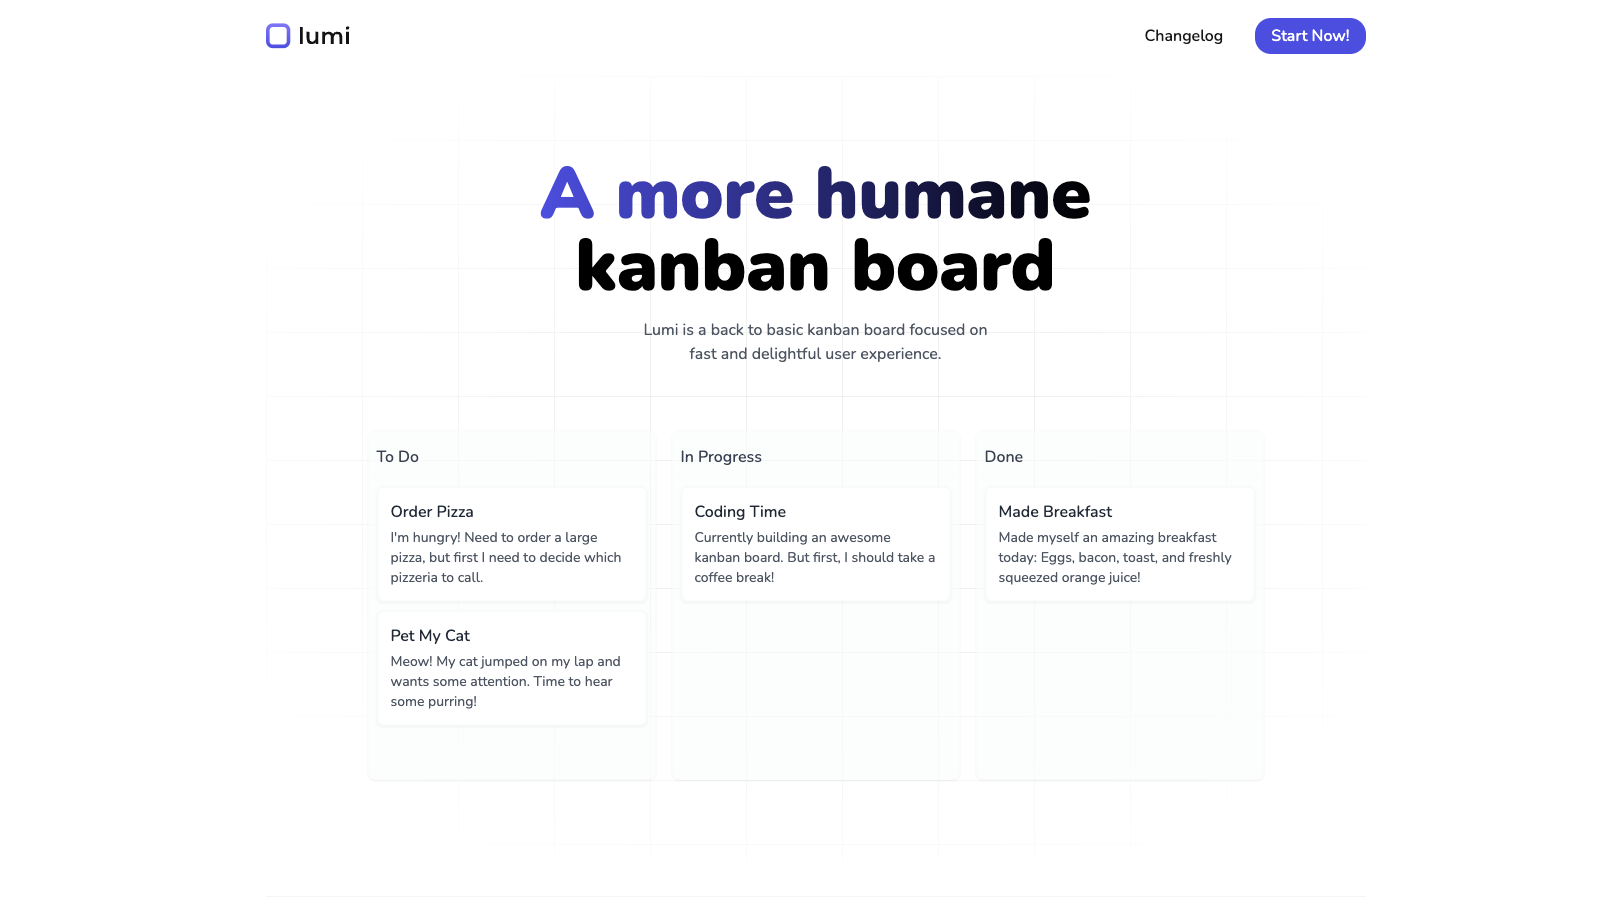 lumi
Changelog
Start Now!
A more humane
kanban board
Lumi is a back to basic kanban board focused on
fast and delightful user experience.
To Do
Order Pizza
I'm hungry! Need to order a large
pizza, but first I need to decide which
pizzeria to call.
Pet My Cat
Meow! My cat jumped on my lap and
wants some attention. Time to hear
some purring!
In Progress
Coding Time
Currently building an awesome
kanban board. But first, I should take a
coffee break!
Done
Made Breakfast
Made myself an amazing breakfast
today: Eggs, bacon, toast, and freshly
squeezed orange juice!